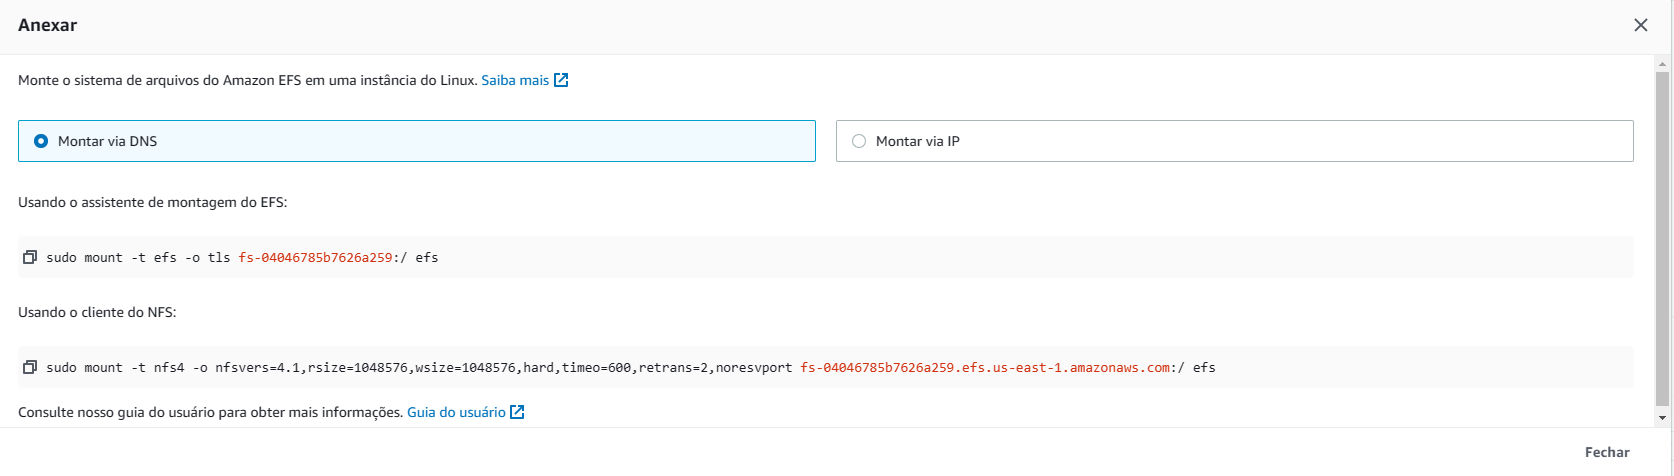 Anexar
Monte o sistema de arquivos do Amazon EFS em uma instância do Linux. Saiba mais
Montar via DNS
Montar via IP
Usando o assistente de montagem do EFS:
sudo mount -t efs -o tls fs-04046785b7626a259:/ efs
Usando o cliente do NFS:
sudo mount -t nfs4 -o nfsvers=4.1,rsize=1048576,wsize=1048576,hard,timeo=600,retrans=2,noresvport fs-04046785b7626a259.efs.us-east-1.amazonaws.com:/ efs
Consulte nosso guia do usuário para obter mais informações. Guia do usuário
Fechar